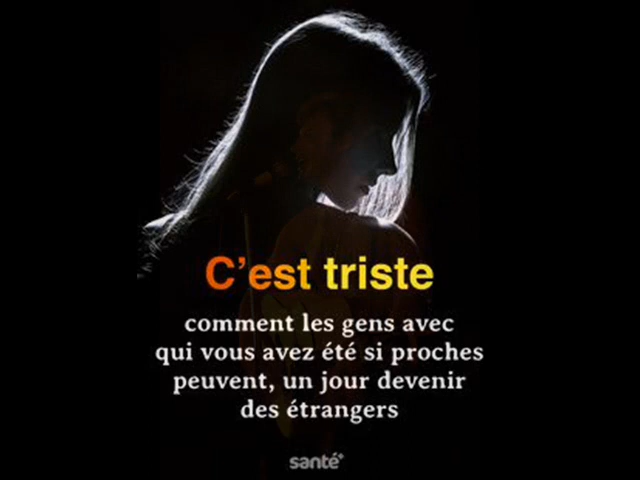 C'est triste
comment les gens avec
qui vous avez été si proches
peuvent, un jour devenir
des étrangers
santé+